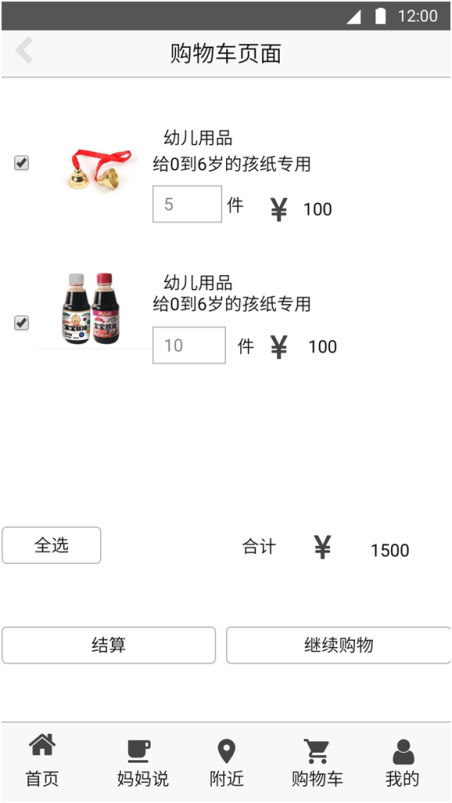 12:00
购物车页面
幼儿用品
给0到6岁的孩纸专用
5 件 ¥ 100
幼儿用品
给0到6岁的孩纸专用
10 件 ¥ 100
全选 合计 ¥ 1500
结算 继续购物
首页 妈妈说 附近 购物车 我的